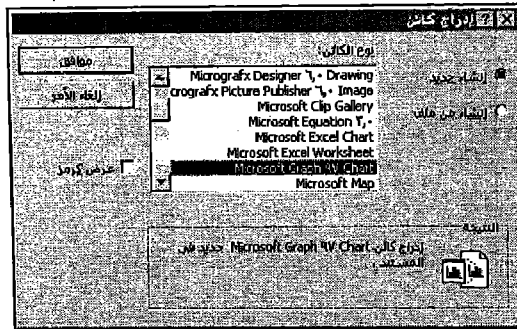 إدراج كائن
نوع الكائن:
إنشاء جديد
إنشاء من ملف
Micrografx Designer ٦,٠ Drawing
crografx Picture Publisher ٦,٠ Image
Microsoft Clip Gallery
Microsoft Equation ٣,٠
Microsoft Excel Chart
Microsoft Excel Worksheet
Microsoft Graph ٩٧ Chart
Microsoft Map
موافق
إلغاء الأمر
عرض كرمز
النتيجة
إدراج كائن Microsoft Graph ٩٧ Chart جديد في
المستند.